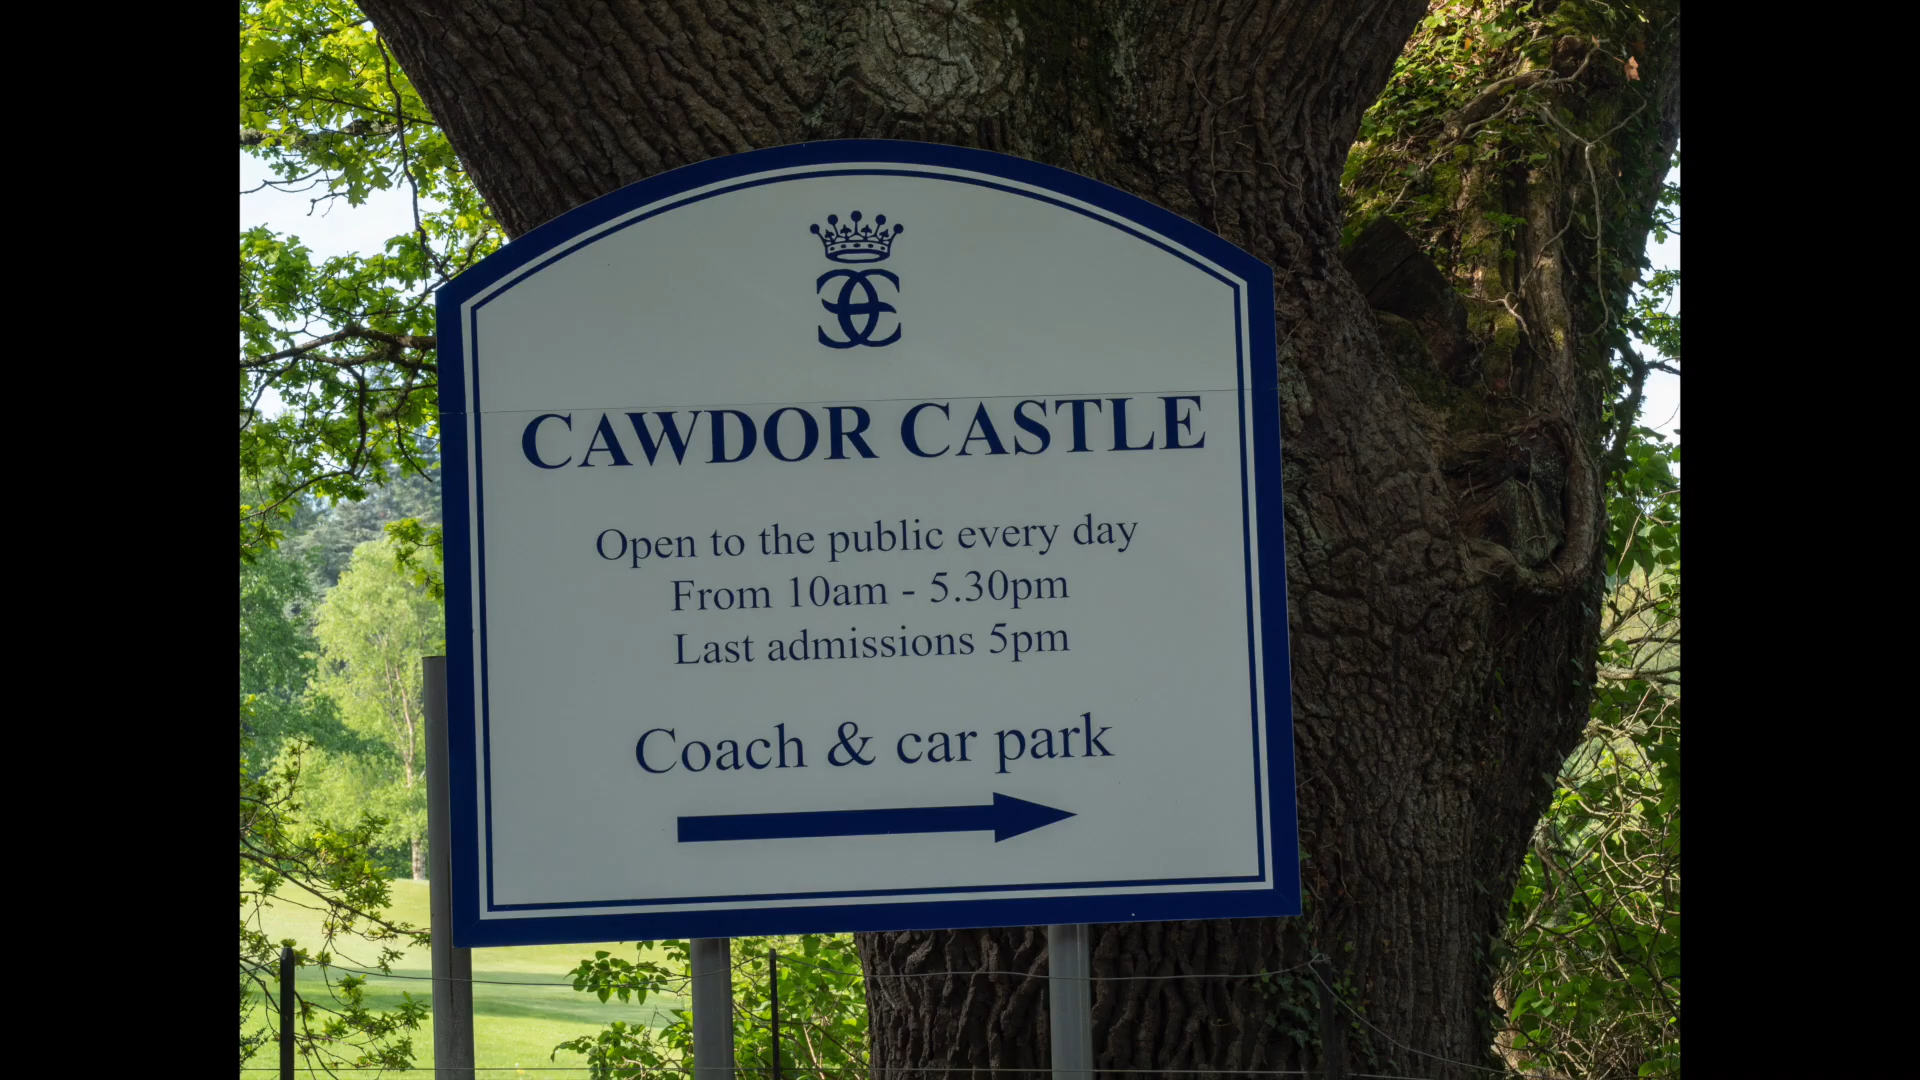 CAWDOR CASTLE
Open to the public every day
From 10am - 5.30pm
Last admissions 5pm
Coach & car park